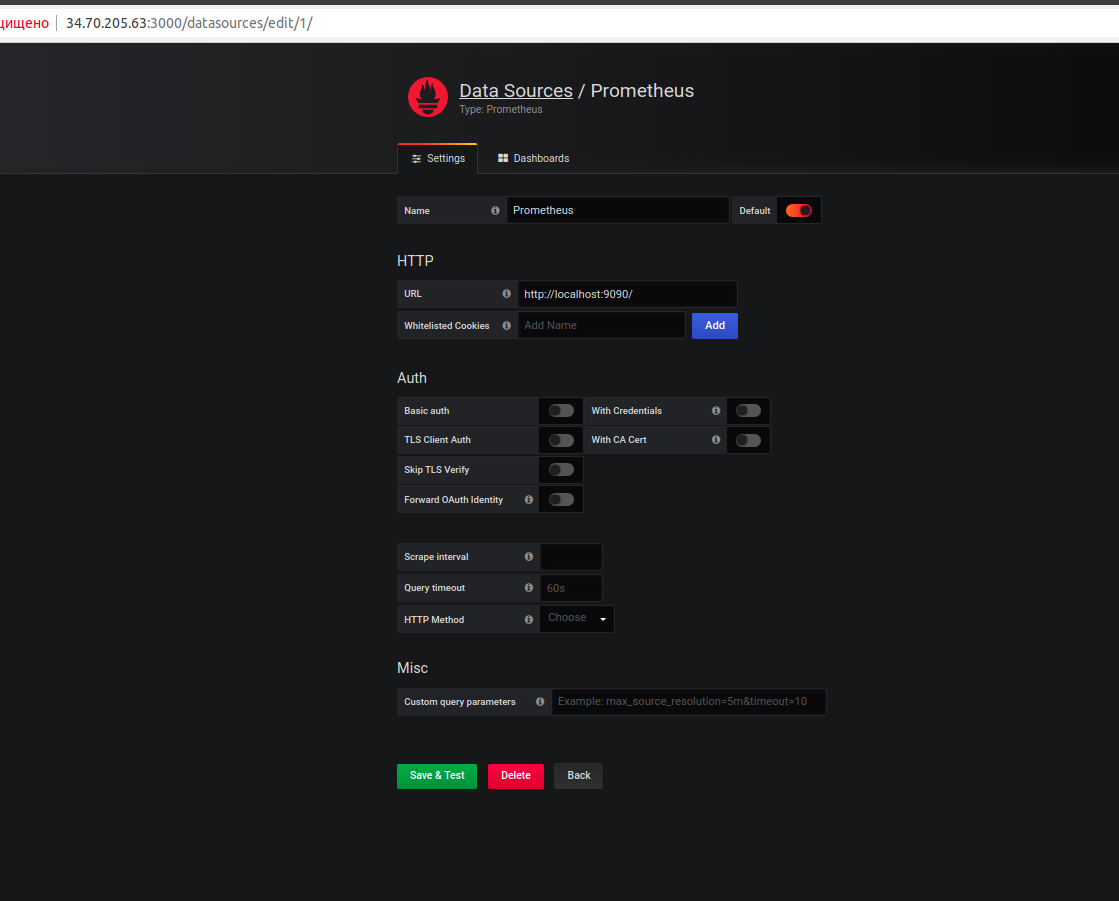 34.70.205.63:3000/datasources/edit/1/
Data Sources / Prometheus
Type: Prometheus
Settings
Dashboards
Name
Prometheus
Default
HTTP
URL
http://localhost:9090/
Whitelisted Cookies
Add Name
Add
Auth
Basic auth
With Credentials
TLS Client Auth
With CA Cert
Skip TLS Verify
Forward OAuth Identity
Scrape interval
Query timeout
60s
HTTP Method
Choose
Misc
Custom query parameters
Example: max_source_resolution=5m&timeout=10
Save & Test
Delete
Back